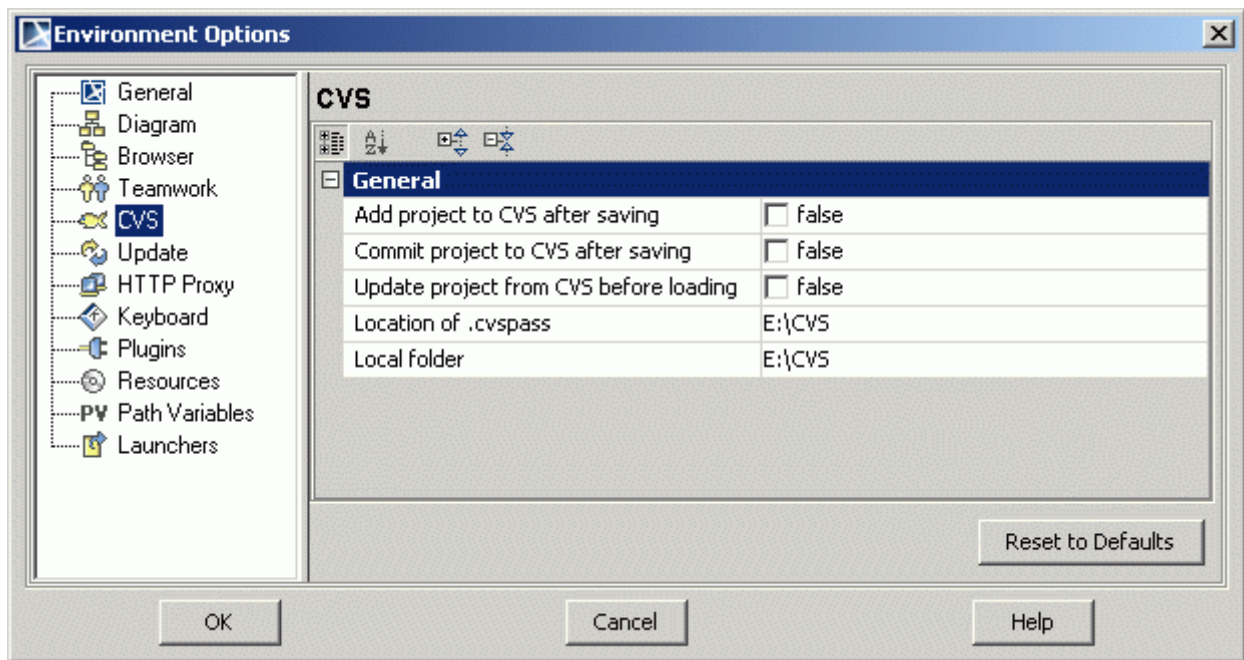 Environment Options
General
Diagram
Browser
Teamwork
CVS
Update
HTTP Proxy
Keyboard
Plugins
Resources
PV Path Variables
Launchers
CVS
General
Add project to CVS after saving false
Commit project to CVS after saving false
Update project from CVS before loading false
Location of .cvspass E:\CVS
Local folder E:\CVS
Reset to Defaults
OK Cancel Help